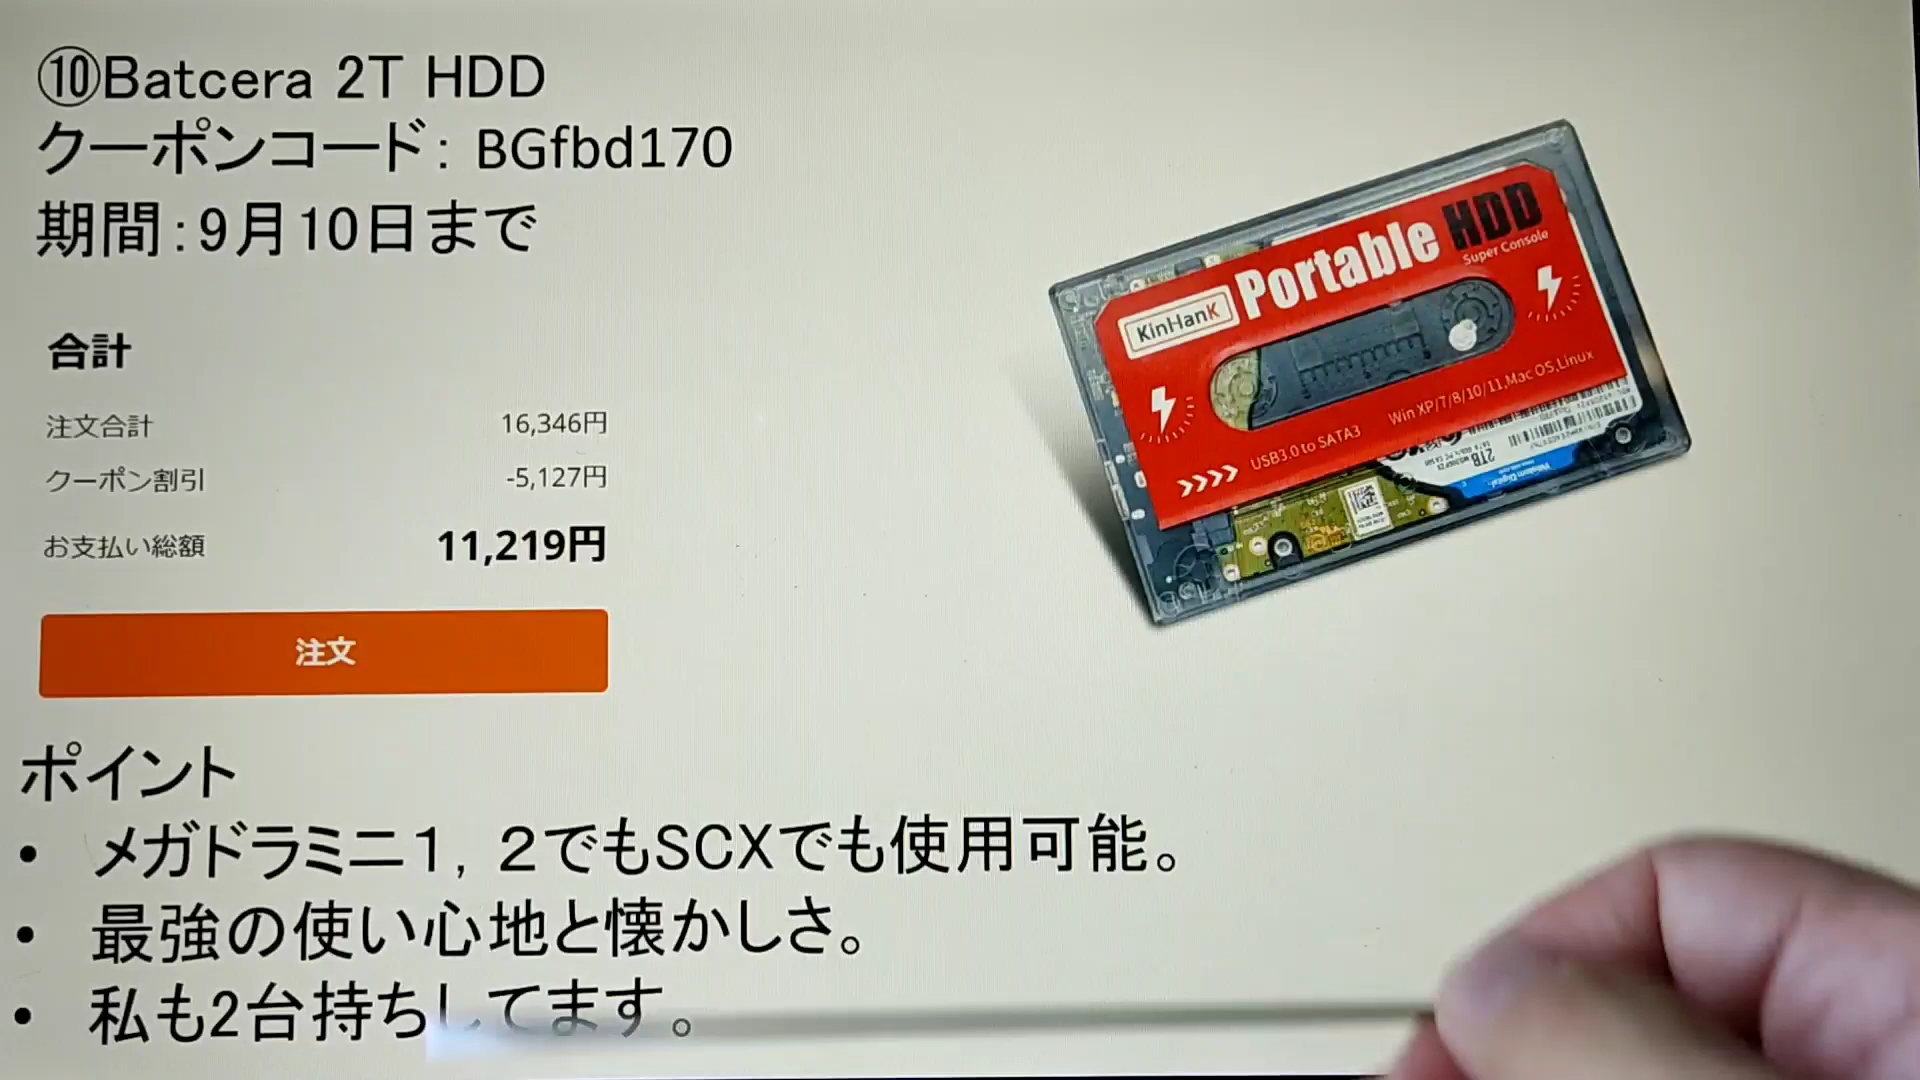 ⑩Batcera 2T HDD
クーポンコード： BGfbd170
期間：9月10日まで
合計
注文合計 16,346円
クーポン割引 -5,127円
お支払い総額 11,219円
注文
ポイント
• メガドラミニ１，２でもSCXでも使用可能。
• 最強の使い心地と懐かしさ。
• 私も2台持ちしてます。
KinHanK Portable HDD
Super Console
USB3.0 to SATA3 Win XP/7/8/10/11,Mac OS,Linux
2TB
Western Digital